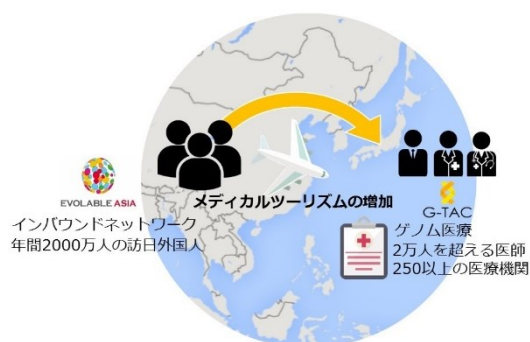 メディカルツーリズムの増加
EVOLABLE ASIA
インバウンドネットワーク
年間2000万人の訪日外国人
G-TAC
ゲノム医療
2万人を超える医師
250以上の医療機関